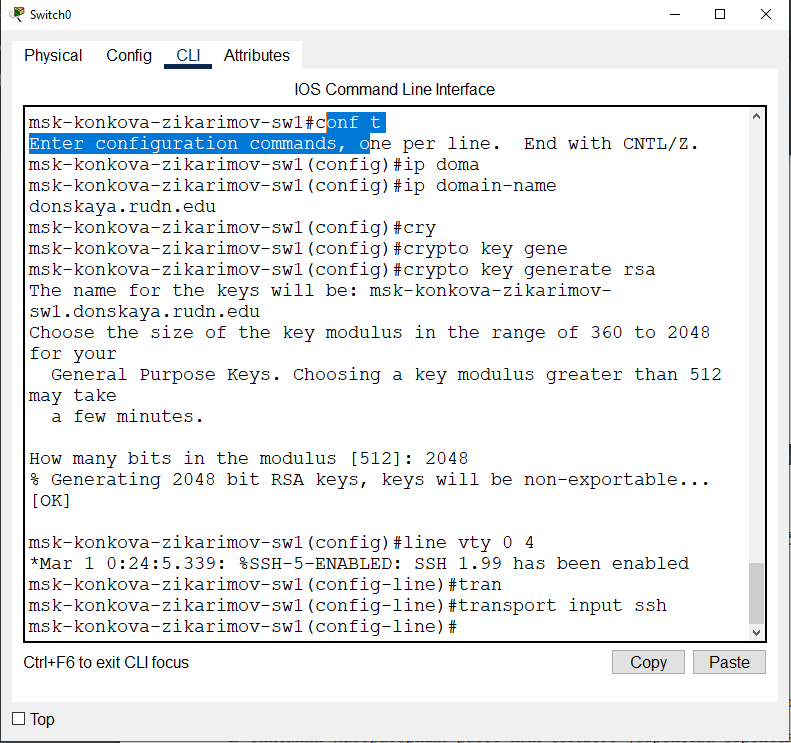 Switch0
Physical Config CLI Attributes
IOS Command Line Interface
msk-konkova-zikarimov-sw1#conf t
Enter configuration commands, one per line.  End with CNTL/Z.
msk-konkova-zikarimov-sw1(config)#ip doma
msk-konkova-zikarimov-sw1(config)#ip domain-name
donskaya.rudn.edu
msk-konkova-zikarimov-sw1(config)#cry
msk-konkova-zikarimov-sw1(config)#crypto key gene
msk-konkova-zikarimov-sw1(config)#crypto key generate rsa
The name for the keys will be: msk-konkova-zikarimov-
sw1.donskaya.rudn.edu
Choose the size of the key modulus in the range of 360 to 2048
for your
  General Purpose Keys. Choosing a key modulus greater than 512
may take
  a few minutes.

How many bits in the modulus [512]: 2048
% Generating 2048 bit RSA keys, keys will be non-exportable...
[OK]

msk-konkova-zikarimov-sw1(config)#line vty 0 4
*Mar 1 0:24:5.339: %SSH-5-ENABLED: SSH 1.99 has been enabled
msk-konkova-zikarimov-sw1(config-line)#tran
msk-konkova-zikarimov-sw1(config-line)#transport input ssh
msk-konkova-zikarimov-sw1(config-line)#
Ctrl+F6 to exit CLI focus
Copy Paste
Top